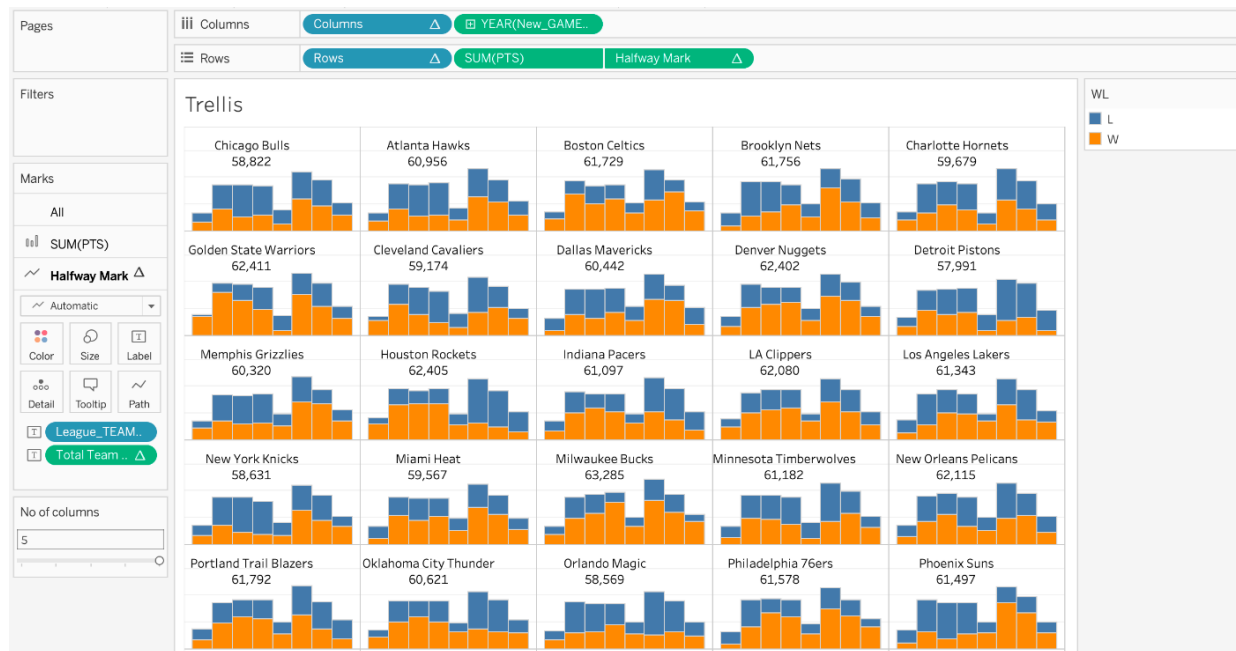 Pages
iii Columns
Columns
YEAR(New_GAME..
Rows
Rows
SUM(PTS)
Halfway Mark
Filters
Trellis
WL
L
W
Marks
All
SUM(PTS)
Halfway Mark
Automatic
Color
Size
Label
Detail
Tooltip
Path
League_TEAM..
Total Team ..
No of columns
5
Chicago Bulls Atlanta Hawks Boston Celtics Brooklyn Nets Charlotte Hornets
58,822 60,956 61,729 61,756 59,679
Golden State Warriors Cleveland Cavaliers Dallas Mavericks Denver Nuggets Detroit Pistons
62,411 59,174 60,442 62,402 57,991
Memphis Grizzlies Houston Rockets Indiana Pacers LA Clippers Los Angeles Lakers
60,320 62,405 61,097 62,080 61,343
New York Knicks Miami Heat Milwaukee Bucks Minnesota Timberwolves New Orleans Pelicans
58,631 59,567 63,285 61,182 62,115
Portland Trail Blazers Oklahoma City Thunder Orlando Magic Philadelphia 76ers Phoenix Suns
61,792 60,621 58,569 61,578 61,497